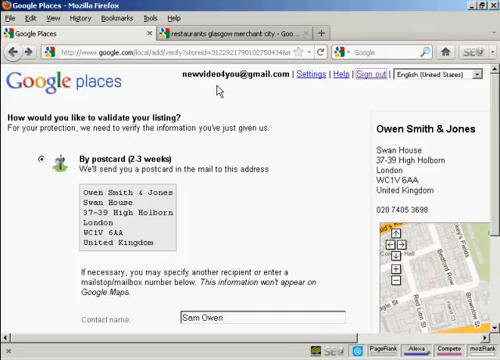 Google Places - Mozilla Firefox
File Edit View History Bookmarks Tools Help
Google Places
restaurants glasgow merchant city - Goo...
Google
Google places
newvideo4you@gmail.com | Settings | Help | Sign out | English (United Kingdom)
How would you like to validate your listing?
For your protection, we need to verify the information you've just given us.
By postcard (2-3 weeks)
We'll send you a postcard in the mail to this address
Owen Smith & Jones
Swan House
37-39 High Holborn
London
WC1V 6AA
United Kingdom
If necessary, you may specify another recipient or enter a
mailstop/mailbox number below. This information won't appear on
Google Maps.
Contact name:
Sam Owen
Owen Smith & Jones
Swan House
37-39 High Holborn
London
WC1V 6AA
United Kingdom
020 7405 3698
Bedford Row
PageRank
Alexa
Compete
mozRank